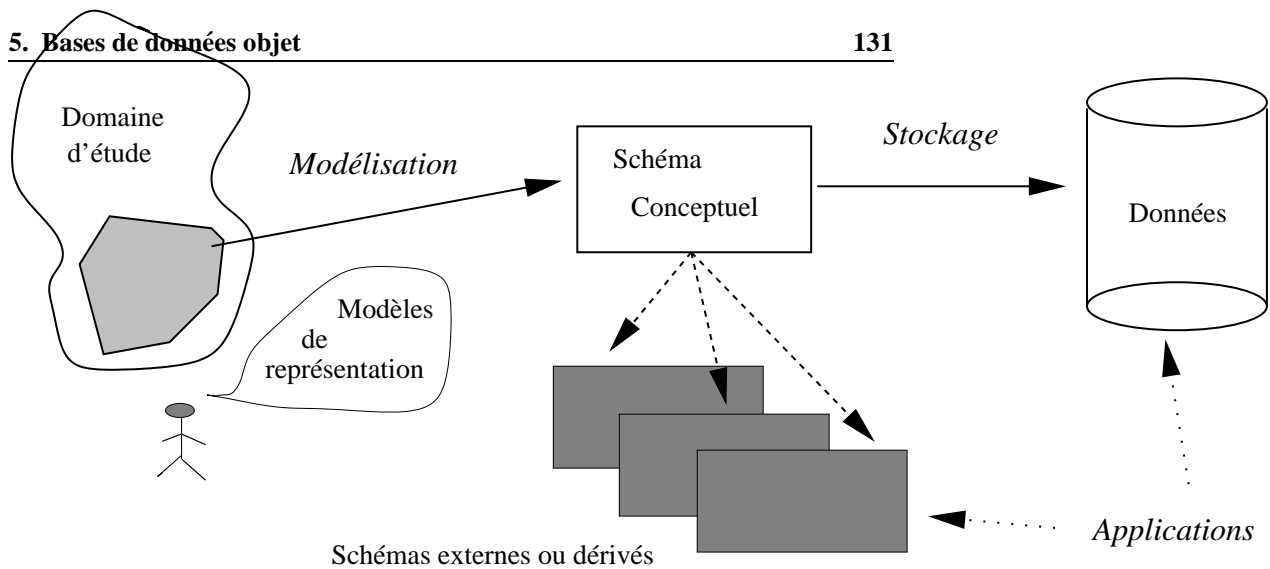 5. Bases de données objet 131
Domaine
d'étude
Modélisation
Schéma
Conceptuel
Stockage
Données
Modèles
de
représentation
Applications
Schémas externes ou dérivés